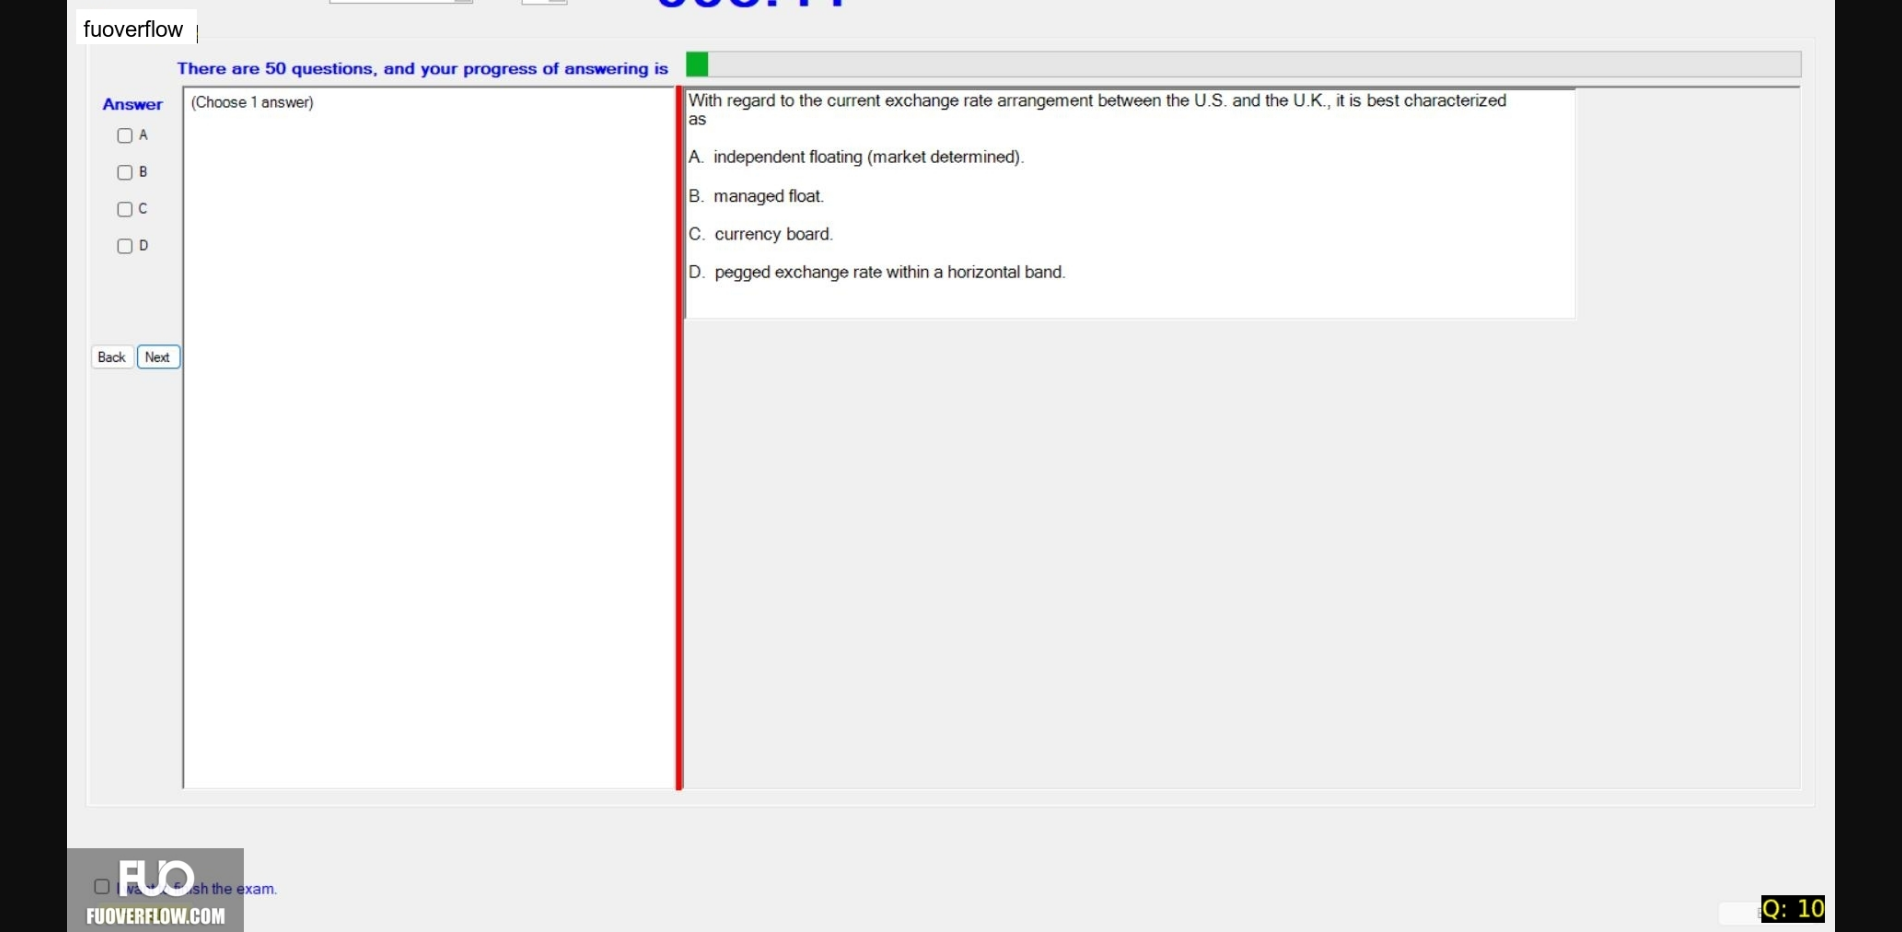 fuoverflow
There are 50 questions, and your progress of answering is
Answer
(Choose 1 answer)
A
B
C
D
Back Next
With regard to the current exchange rate arrangement between the U.S. and the U.K., it is best characterized
as
A. independent floating (market determined).
B. managed float.
C. currency board.
D. pegged exchange rate within a horizontal band.
FUO
the exam.
FUOVERFLOW.COM
Q: 10